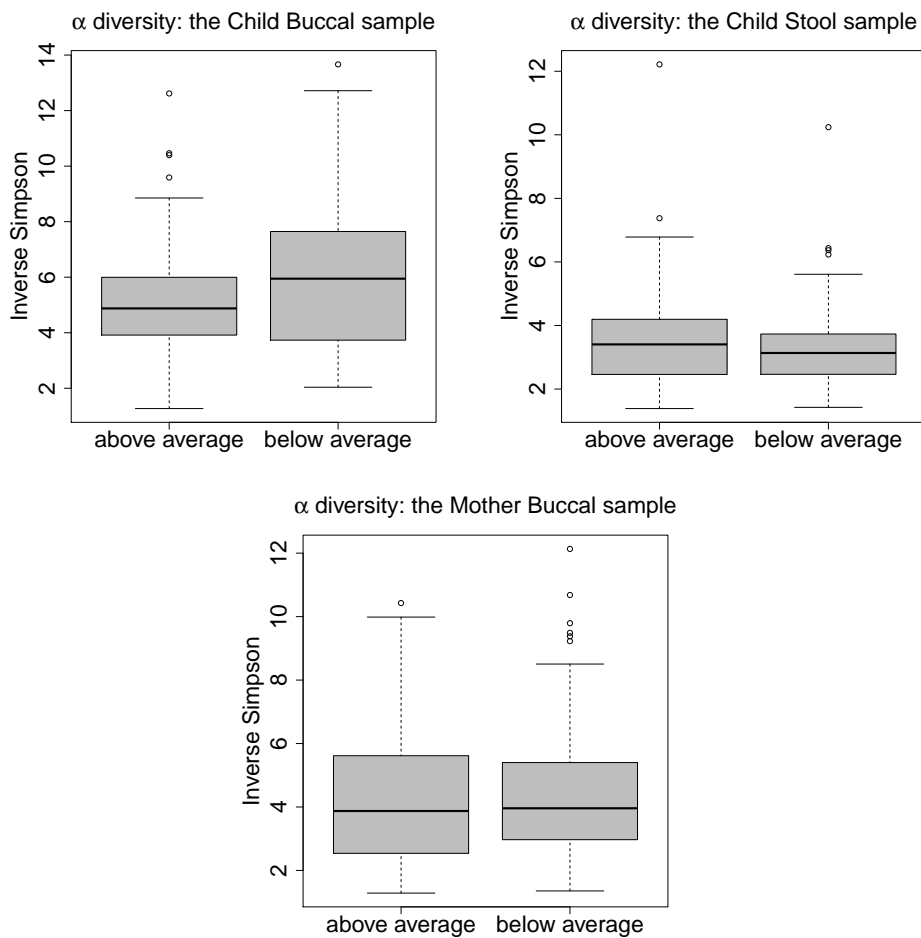 α diversity: the Child Buccal sample
Inverse Simpson
14
12
10
8
6
4
2
above average below average
α diversity: the Child Stool sample
Inverse Simpson
12
10
8
6
4
2
above average below average
α diversity: the Mother Buccal sample
Inverse Simpson
12
10
8
6
4
2
above average below average